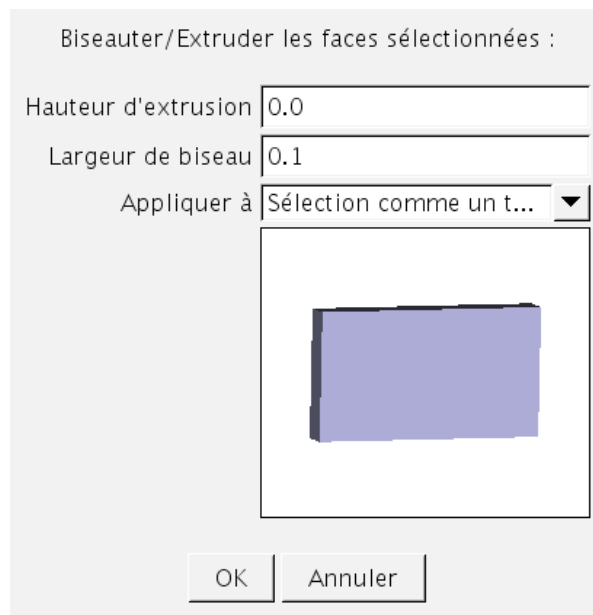 Biseauter/Extruder les faces sélectionnées :
Hauteur d'extrusion 0.0
Largeur de biseau 0.1
Appliquer à Sélection comme un t...
OK Annuler